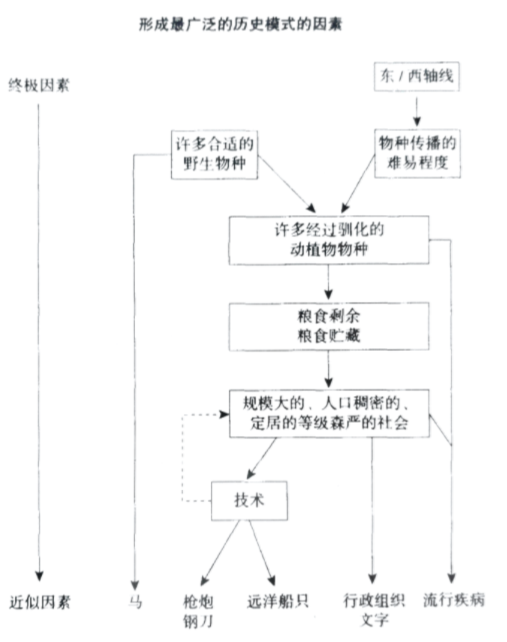 形成最广泛的历史模式的因素
终极因素
东/西轴线
许多合适的
野生物种
物种传播的
难易程度
许多经过驯化的
动植物物种
粮食剩余
粮食贮藏
规模大的、人口稠密的、
定居的等级森严的社会
技术
近似因素
马
枪炮
钢刀
远洋船只
行政组织
文字
流行疾病